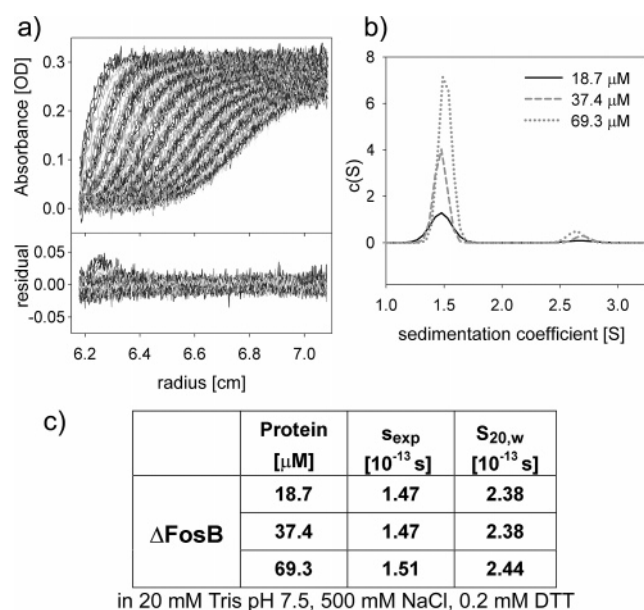 a)
Absorbance [OD]
0.3
0.2
0.1
0.0
residual
0.05
0.00
-0.05
6.2 6.4 6.6 6.8 7.0
radius [cm]
b)
c(S)
8
6
4
2
0
18.7 μM
37.4 μM
69.3 μM
1.0 1.5 2.0 2.5 3.0
sedimentation coefficient [S]
c)
Protein [μM] sexp [10-13 s] S20,w [10-13 s]
ΔFosB
18.7 1.47 2.38
37.4 1.47 2.38
69.3 1.51 2.44
in 20 mM Tris pH 7.5, 500 mM NaCl, 0.2 mM DTT